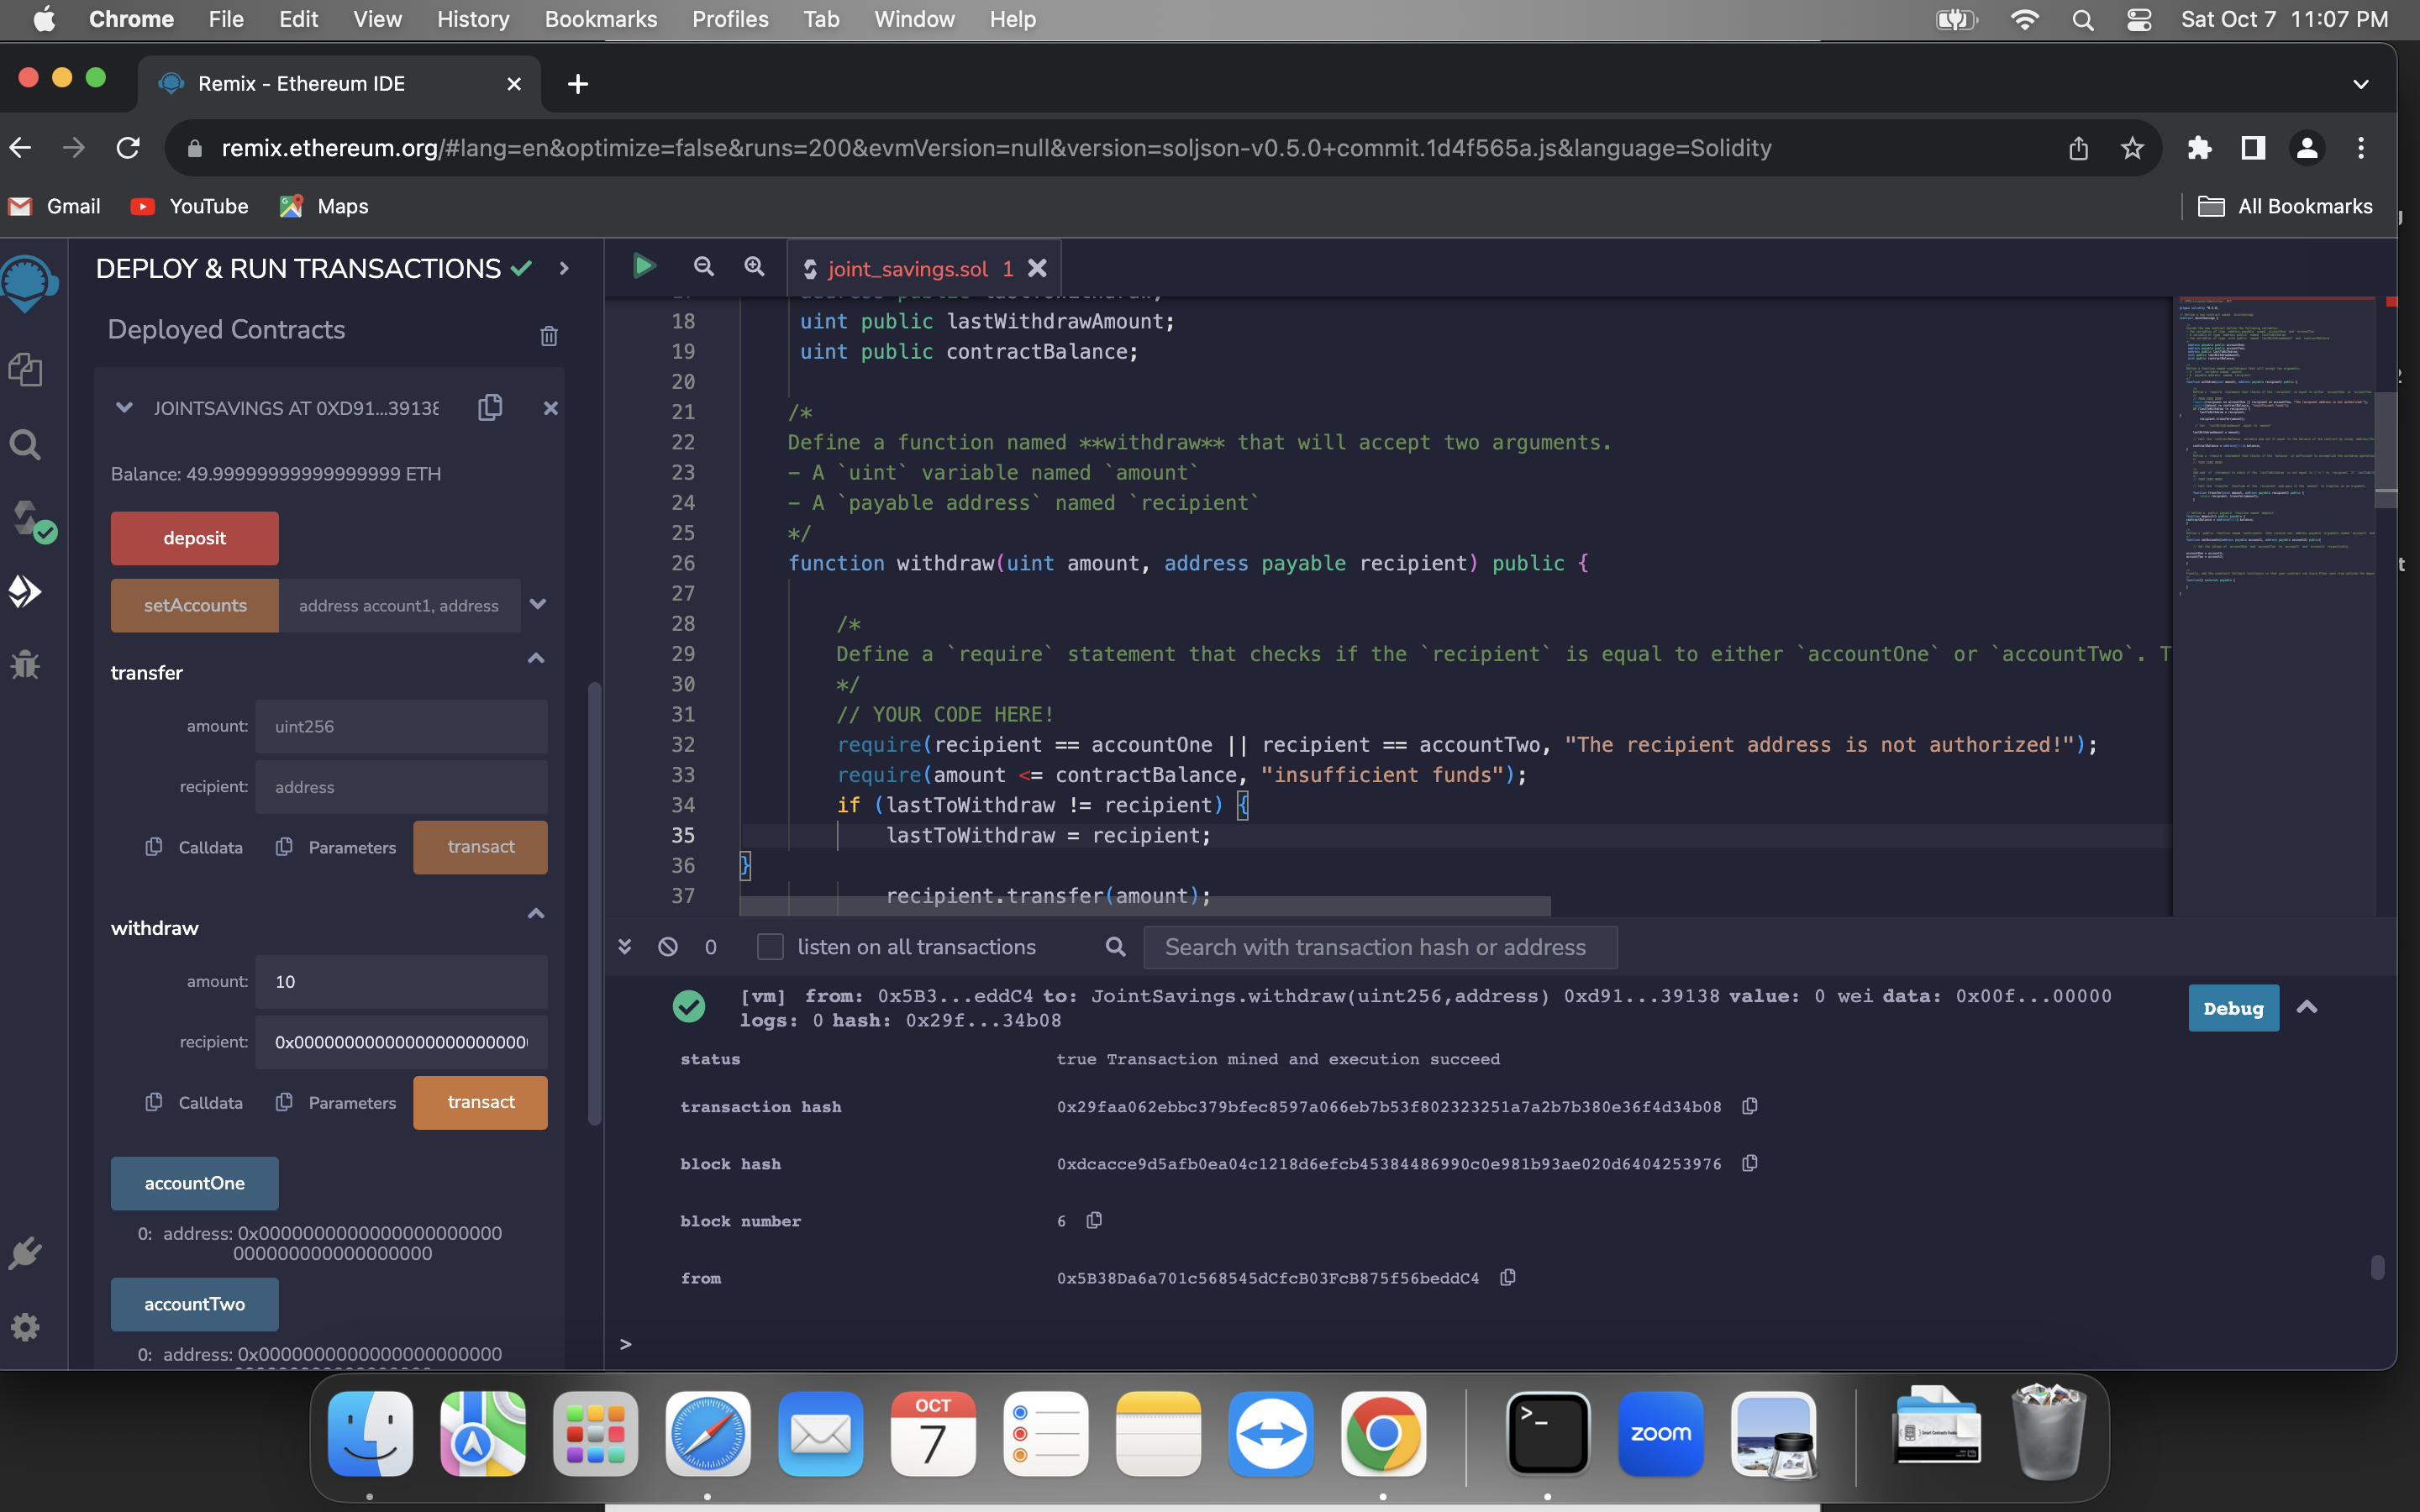 Chrome File Edit View History Bookmarks Profiles Tab Window Help Sat Oct 7 11:07 PM
Remix - Ethereum IDE
remix.ethereum.org/#lang=en&optimize=false&runs=200&evmVersion=null&version=soljson-v0.5.0+commit.1d4f565a.js&language=Solidity
Gmail YouTube Maps All Bookmarks
DEPLOY & RUN TRANSACTIONS
Deployed Contracts
JOINTSAVINGS AT 0XD91...39138
Balance: 49.99999999999999999 ETH
deposit
setAccounts address account1, address
transfer
amount: uint256
recipient: address
Calldata Parameters transact
withdraw
amount: 10
recipient:
Calldata Parameters transact
accountOne
0: address: 0x0000000000000000000000
000000000000000000
accountTwo
0: address: 0x0000000000000000000000
joint_savings.sol 1
18 uint public lastWithdrawAmount;
19 uint public contractBalance;
20
21 /*
22 Define a function named **withdraw** that will accept two arguments.
23 - A `uint` variable named `amount`
24 - A `payable address` named `recipient`
25 */
26 function withdraw(uint amount, address payable recipient) public {
27
28 /*
29 Define a `require` statement that checks if the `recipient` is equal to either `accountOne` or `accountTwo`. T
30 */
31 // YOUR CODE HERE!
32 require(recipient == accountOne || recipient == accountTwo, "The recipient address is not authorized!");
33 require(amount <= contractBalance, "insufficient funds");
34 if (lastToWithdraw != recipient) {
35 lastToWithdraw = recipient;
36 }
37 recipient.transfer(amount);
0 listen on all transactions Search with transaction hash or address
[vm] from: 0x5B3...eddC4 to: JointSavings.withdraw(uint256,address) 0xd91...39138 value: 0 wei data: 0x00f...00000
logs: 0 hash: 0x29f...34b08
Debug
status true Transaction mined and execution succeed
transaction hash 0x29faa062ebbc379bfec8597a066eb7b53f802323251a7a2b7b380e36f4d34b08
block hash 0xdcacce9d5afb0ea04c1218d6efcb45384486990c0e981b93ae020d6404253976
block number 6
from 0x5B38Da6a701c568545dCfcB03FcB875f56beddC4
>
OCT
7
zoom